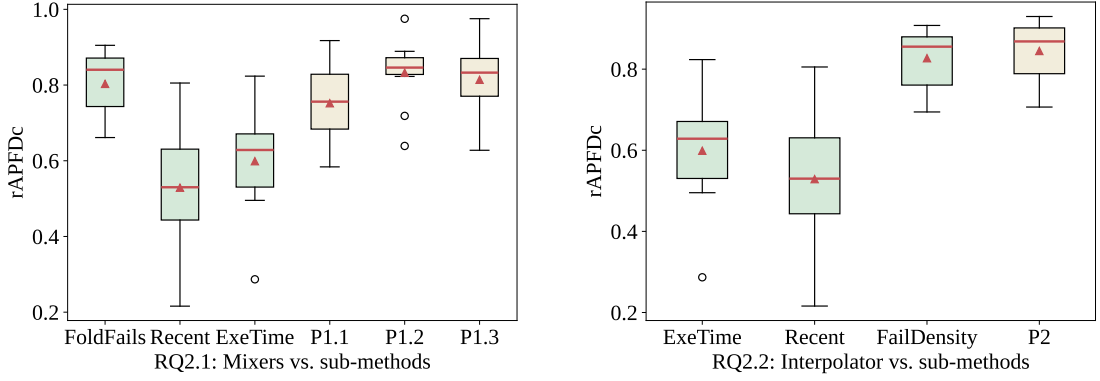 rAPFDc
1.0
0.8
0.6
0.4
0.2
FoldFails Recent ExeTime P1.1 P1.2 P1.3
RQ2.1: Mixers vs. sub-methods
rAPFDc
0.8
0.6
0.4
0.2
ExeTime Recent FailDensity P2
RQ2.2: Interpolator vs. sub-methods